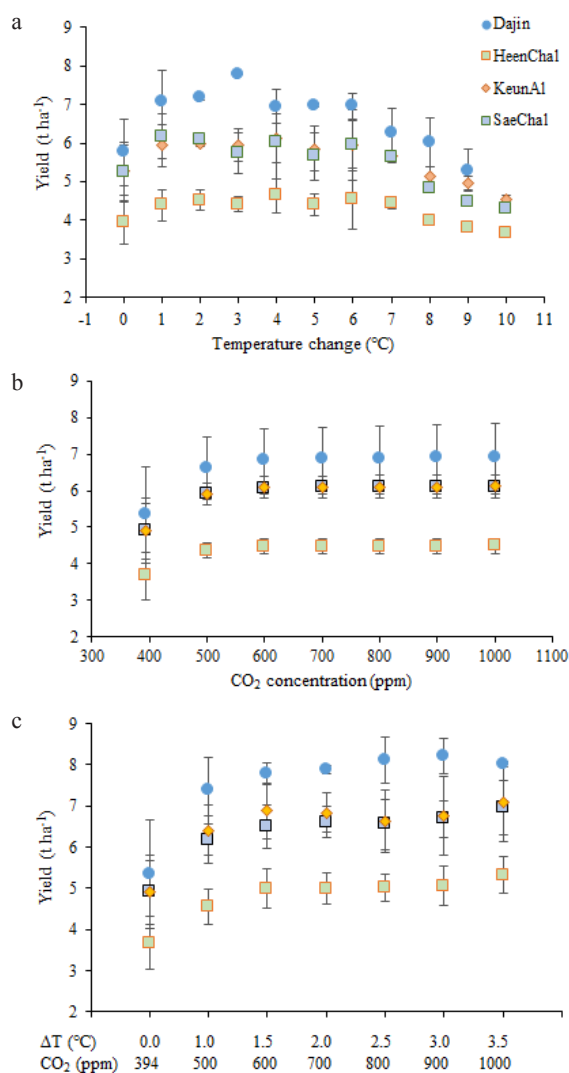 a
9
8
7
6
5
4
3
2
Yield (t ha⁻¹)
Dajin
HeenChal
KeunAl
SaeChal
-1 0 1 2 3 4 5 6 7 8 9 10 11
Temperature change (℃)
b
9
8
7
6
5
4
3
2
Yield (t ha⁻¹)
300 400 500 600 700 800 900 1000 1100
CO₂ concentration (ppm)
c
9
8
7
6
5
4
3
2
Yield (t ha⁻¹)
ΔT (℃) 0.0 1.0 1.5 2.0 2.5 3.0 3.5
CO₂ (ppm) 394 500 600 700 800 900 1000